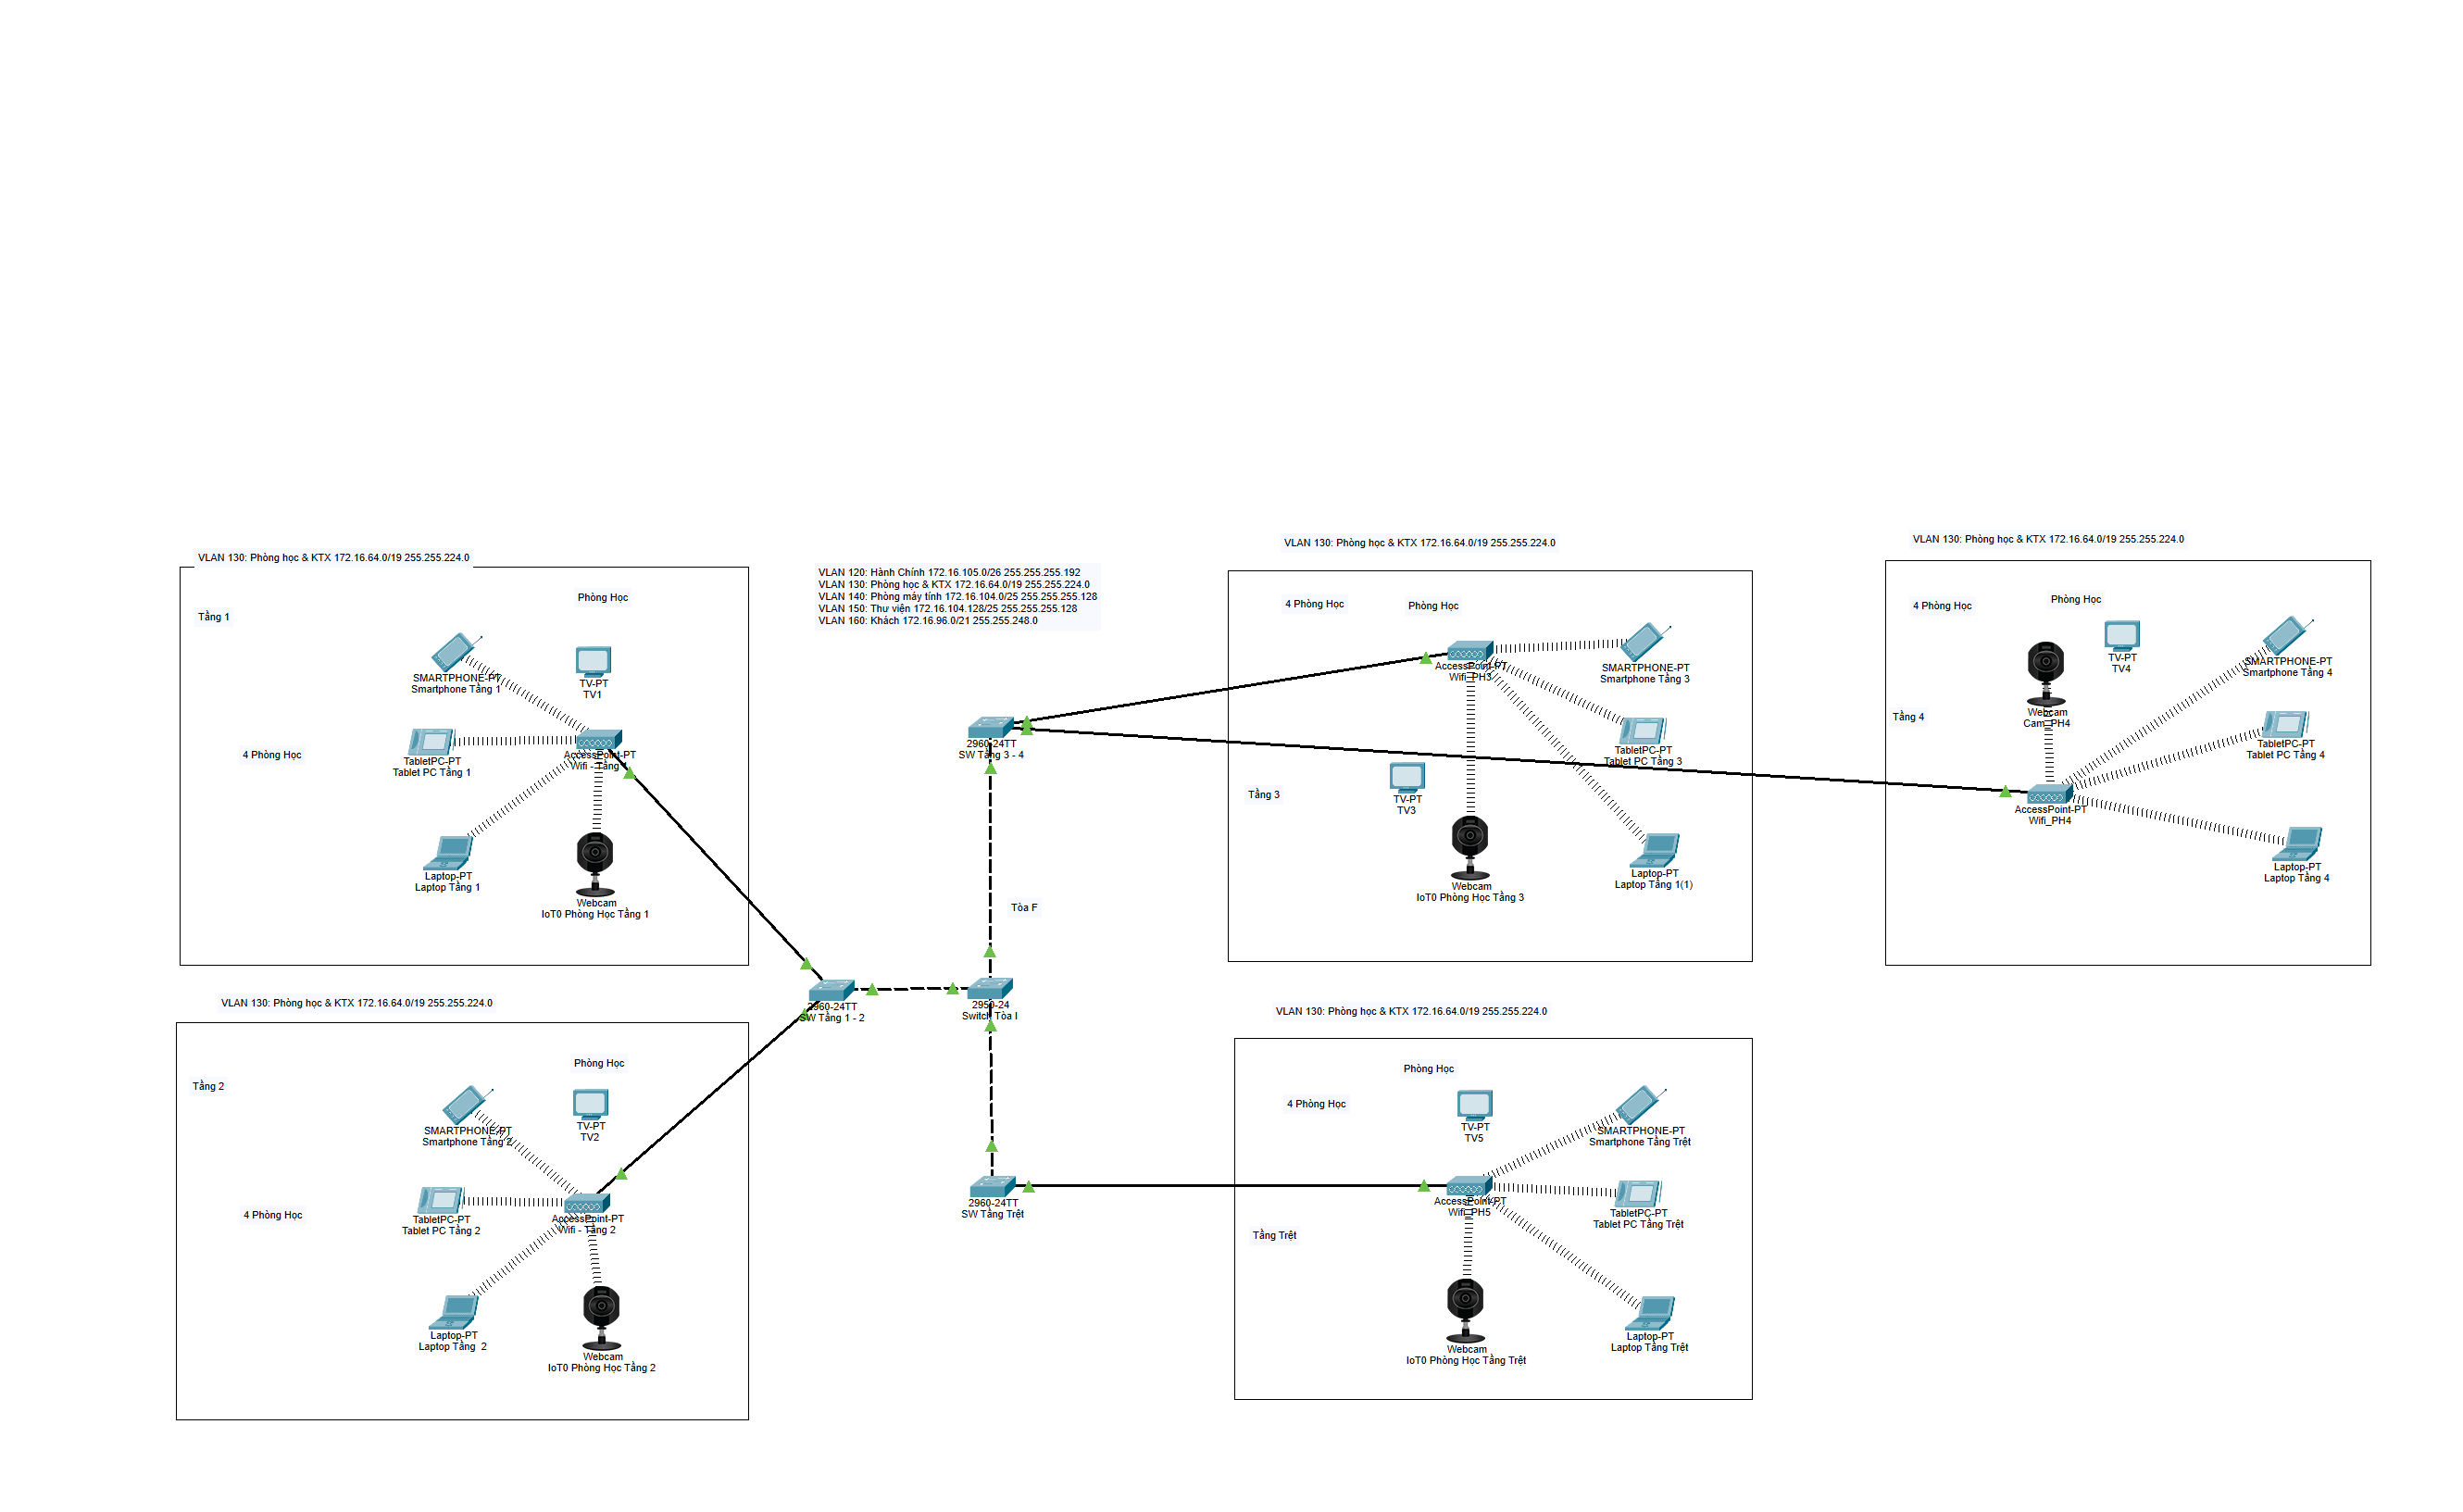 VLAN 130: Phòng học & KTX 172.16.64.0/19 255.255.224.0
Tầng 1
Phòng Học
SMARTPHONE-PT
Smartphone Tầng 1
TV-PT
TV1
4 Phòng Học
TabletPC-PT
Tablet PC Tầng 1
AccessPoint-PT
Wifi - Tầng
Laptop-PT
Laptop Tầng 1
Webcam
IoT0 Phòng Học Tầng 1
VLAN 120: Hành Chính 172.16.105.0/26 255.255.255.192
VLAN 130: Phòng học & KTX 172.16.64.0/19 255.255.224.0
VLAN 140: Phòng máy tính 172.16.104.0/25 255.255.255.128
VLAN 150: Thư viện 172.16.104.128/25 255.255.255.128
VLAN 160: Khách 172.16.96.0/21 255.255.248.0
2960-24TT
SW Tầng 3 - 4
Tòa F
2960-24TT
SW Tầng 1 - 2
2950-24
Switch Tòa I
2960-24TT
SW Tầng Trệt
VLAN 130: Phòng học & KTX 172.16.64.0/19 255.255.224.0
4 Phòng Học
Phòng Học
AccessPoint-PT
Wifi_PH3
SMARTPHONE-PT
Smartphone Tầng 3
TabletPC-PT
Tablet PC Tầng 3
TV-PT
TV3
Tầng 3
Laptop-PT
Laptop Tầng 1(1)
Webcam
IoT0 Phòng Học Tầng 3
VLAN 130: Phòng học & KTX 172.16.64.0/19 255.255.224.0
4 Phòng Học
Phòng Học
TV-PT
TV4
SMARTPHONE-PT
Smartphone Tầng 4
Webcam
Cam_PH4
Tầng 4
TabletPC-PT
Tablet PC Tầng 4
AccessPoint-PT
Wifi_PH4
Laptop-PT
Laptop Tầng 4
VLAN 130: Phòng học & KTX 172.16.64.0/19 255.255.224.0
Tầng 2
Phòng Học
SMARTPHONE-PT
Smartphone Tầng 2
TV-PT
TV2
4 Phòng Học
TabletPC-PT
Tablet PC Tầng 2
AccessPoint-PT
Wifi - Tầng 2
Laptop-PT
Laptop Tầng  2
Webcam
IoT0 Phòng Học Tầng 2
VLAN 130: Phòng học & KTX 172.16.64.0/19 255.255.224.0
Phòng Học
4 Phòng Học
TV-PT
TV5
SMARTPHONE-PT
Smartphone Tầng Trệt
AccessPoint-PT
Wifi_PH5
TabletPC-PT
Tablet PC Tầng Trệt
Tầng Trệt
Laptop-PT
Laptop Tầng Trệt
Webcam
IoT0 Phòng Học Tầng Trệt